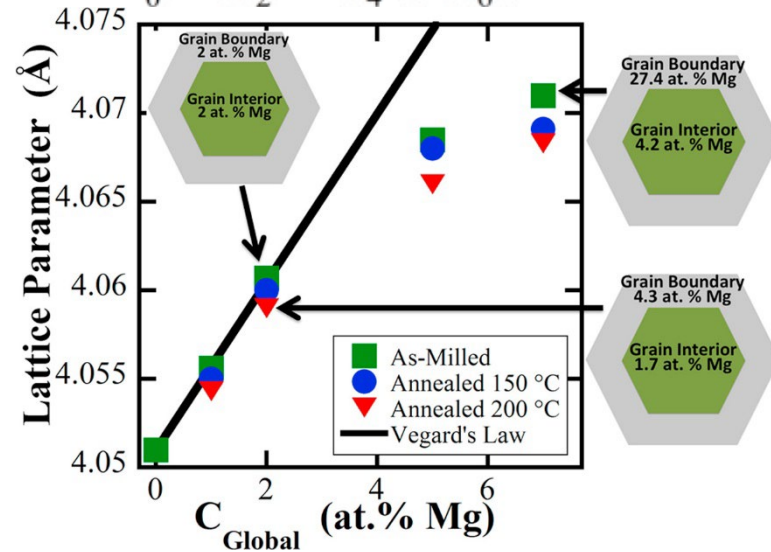 4.075
4.07
4.065
4.06
4.055
4.05
Lattice Parameter (Å)
0
2
4
6
C_Global (at.% Mg)
Grain Boundary
2 at. % Mg
Grain Interior
2 at. % Mg
Grain Boundary
27.4 at. % Mg
Grain Interior
4.2 at. % Mg
Grain Boundary
4.3 at. % Mg
Grain Interior
1.7 at. % Mg
As-Milled
Annealed 150 °C
Annealed 200 °C
Vegard's Law